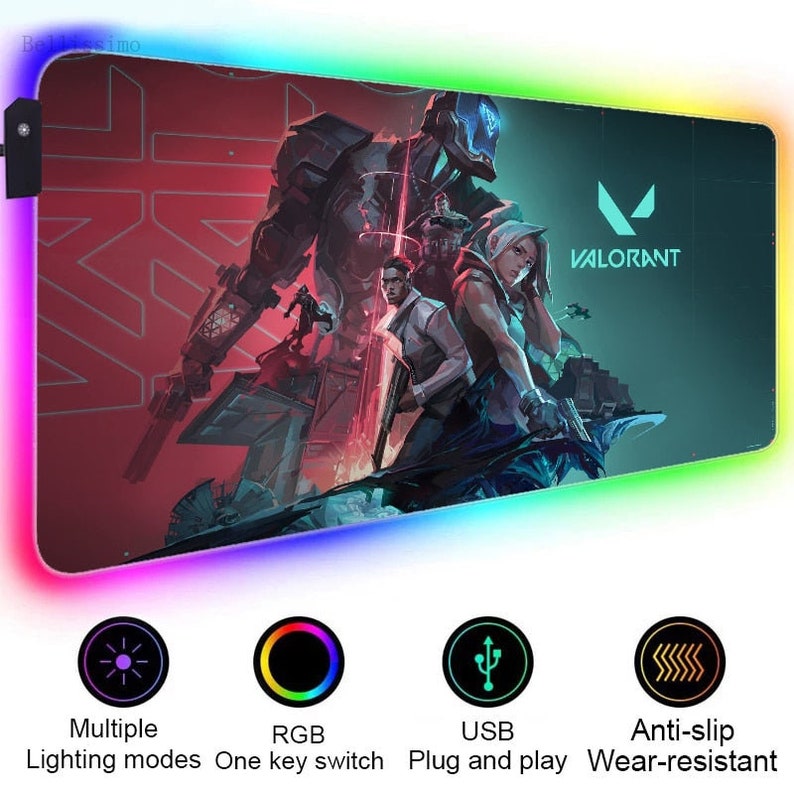 Bellissimo
VALORANT
Multiple
Lighting modes
RGB
One key switch
USB
Plug and play
Anti-slip
Wear-resistant